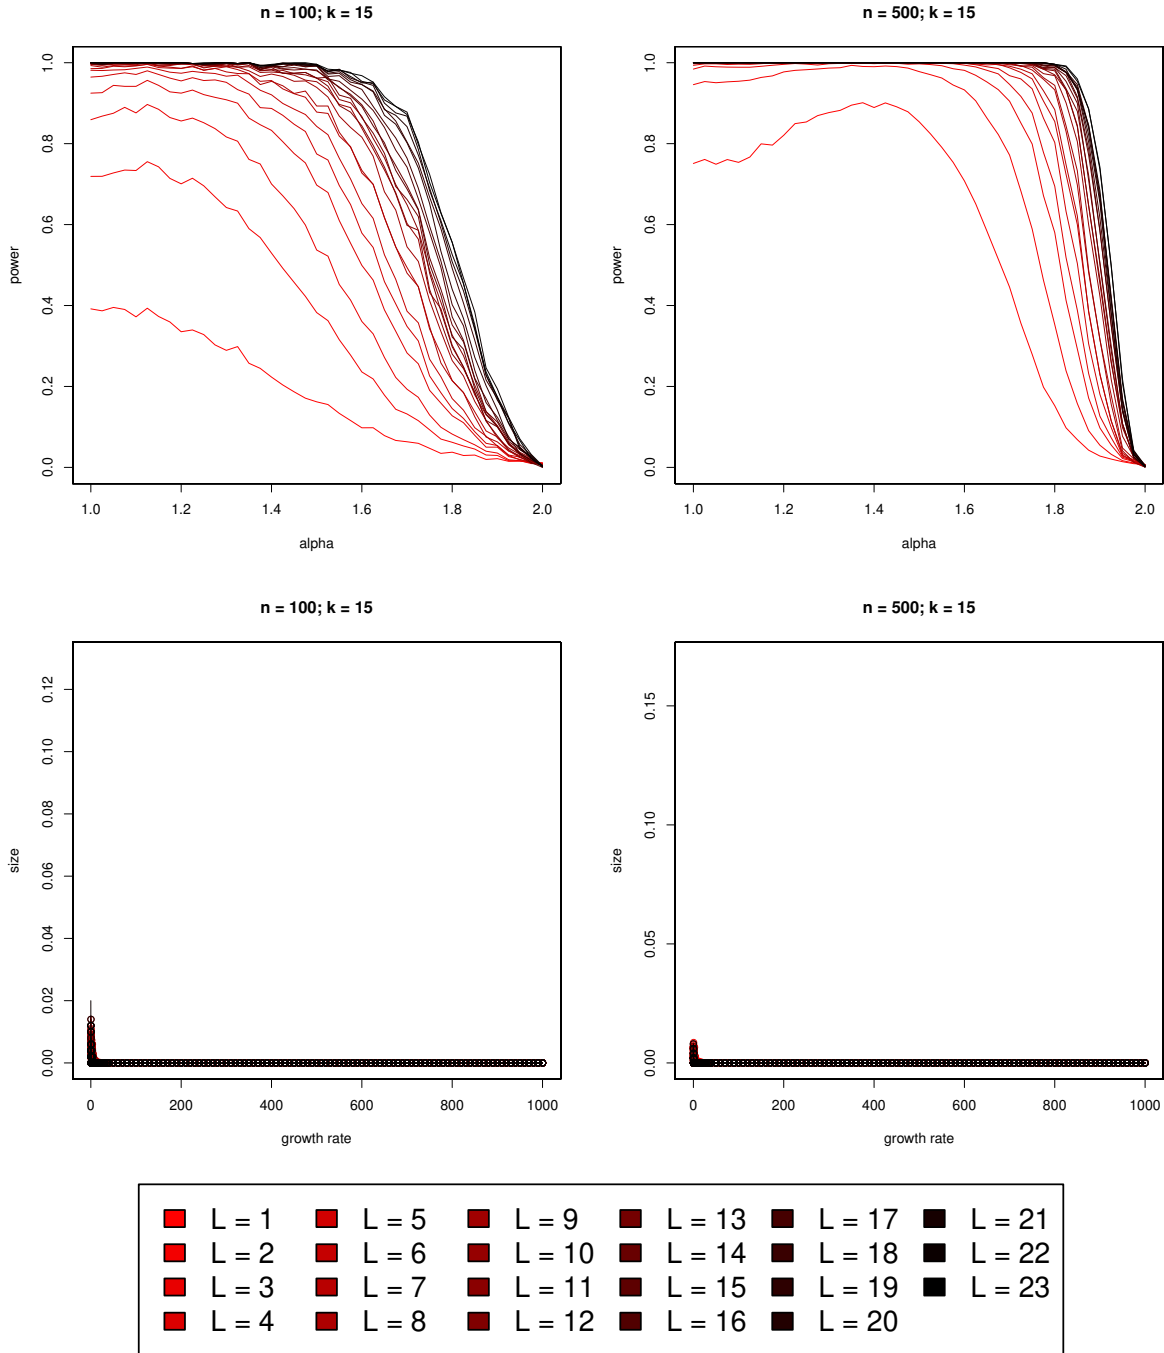 n = 100; k = 15
n = 500; k = 15
power
1.0
0.8
0.6
0.4
0.2
0.0
1.0 1.2 1.4 1.6 1.8 2.0
alpha
power
1.0
0.8
0.6
0.4
0.2
0.0
1.0 1.2 1.4 1.6 1.8 2.0
alpha
n = 100; k = 15
n = 500; k = 15
size
0.12
0.10
0.08
0.06
0.04
0.02
0.00
0 200 400 600 800 1000
growth rate
size
0.15
0.10
0.05
0.00
0 200 400 600 800 1000
growth rate
L = 1 L = 5 L = 9 L = 13 L = 17 L = 21
L = 2 L = 6 L = 10 L = 14 L = 18 L = 22
L = 3 L = 7 L = 11 L = 15 L = 19 L = 23
L = 4 L = 8 L = 12 L = 16 L = 20